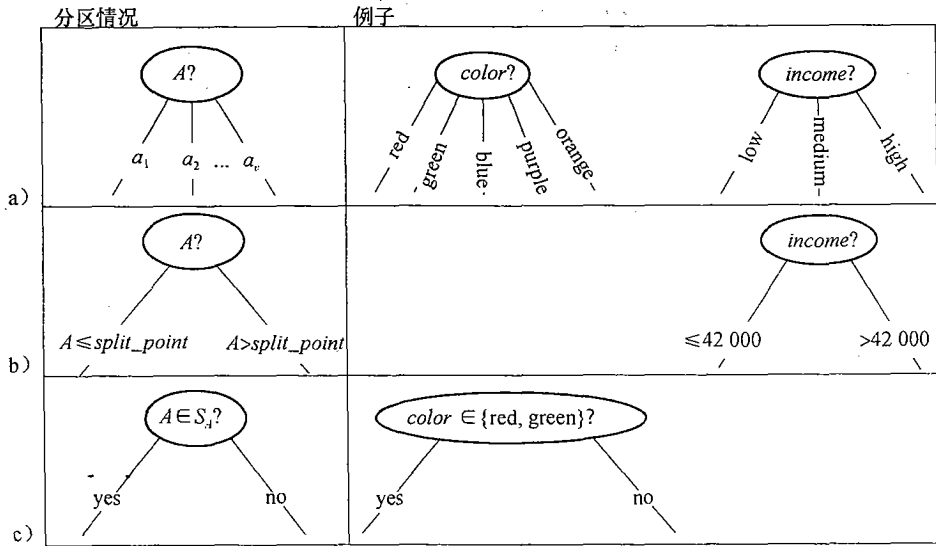 分区情况
例子
A?
a1 a2 ... av
color?
red
green
blue
purple
orange
income?
low
medium
high
a)
A?
A≤split_point
A>split_point
income?
≤42 000
>42 000
b)
A∈SA?
yes
no
color ∈{red, green}?
yes
no
c)